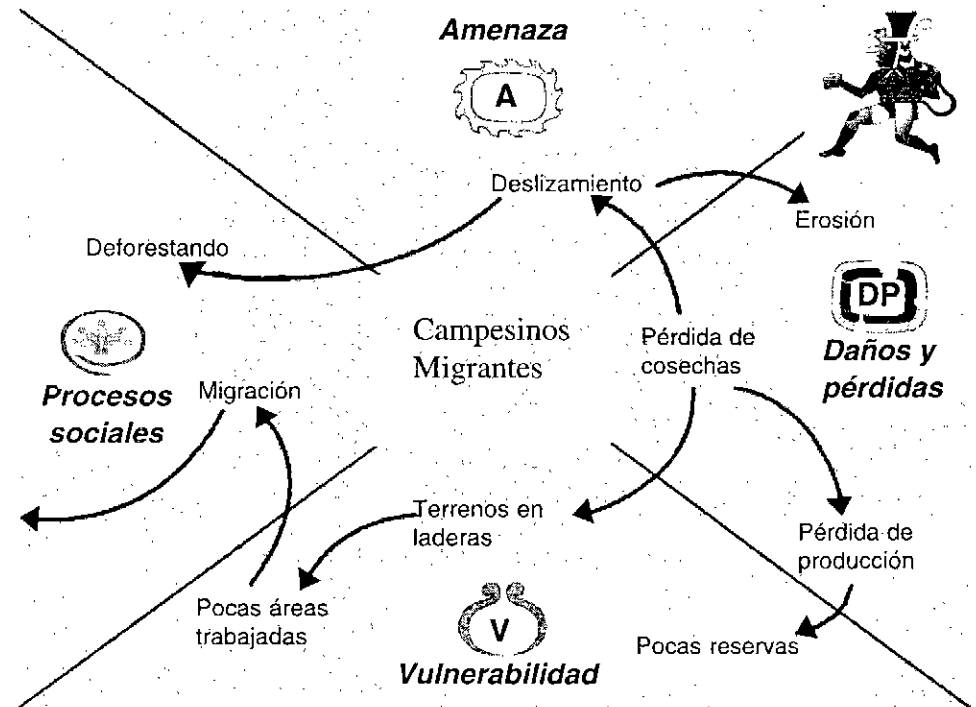 Amenaza
A
Deslizamiento
Erosión
Deforestando
DP
Daños y
pérdidas
Campesinos
Migrantes
Pérdida de
cosechas
Procesos
sociales
Migración
Terrenos en
laderas
Pérdida de
producción
Pocas áreas
trabajadas
V
Vulnerabilidad
Pocas reservas